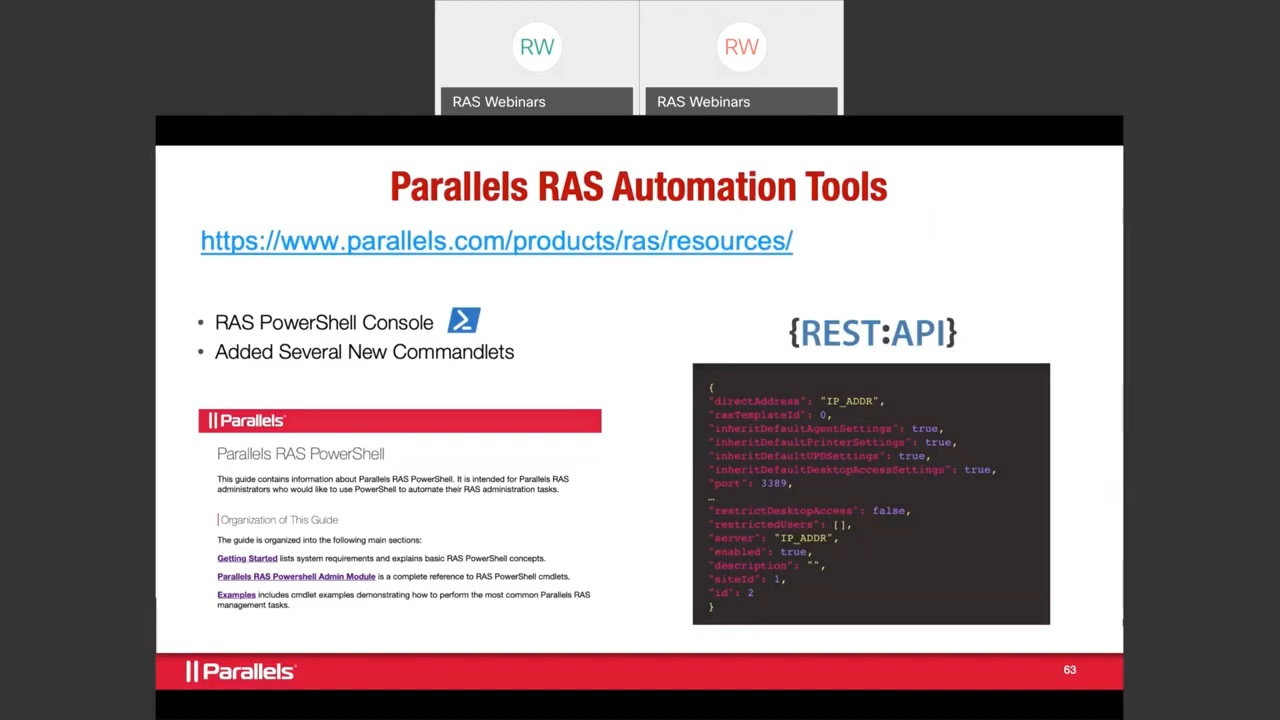 RW
RW
RAS Webinars
RAS Webinars
Parallels RAS Automation Tools
https://www.parallels.com/products/ras/resources/
• RAS PowerShell Console
• Added Several New Commandlets
Parallels®
Parallels RAS PowerShell
This guide contains information about Parallels RAS PowerShell. It is intended for Parallels RAS
administrators who would like to use PowerShell to automate their RAS administration tasks.
Organization of This Guide
The guide is organized into the following main sections:
Getting Started lists system requirements and explains basic RAS PowerShell concepts.
Parallels RAS Powershell Admin Module is a complete reference to RAS PowerShell cmdlets.
Examples includes cmdlet examples demonstrating how to perform the most common Parallels RAS
management tasks.
{REST:API}
{
"directAddress": "IP_ADDR",
"rasTemplateId": 0,
"inheritDefaultAgentSettings": true,
"inheritDefaultPrinterSettings": true,
"inheritDefaultUPDSettings": true,
"inheritDefaultDesktopAccessSettings": true,
"port": 3389,
…
"restrictDesktopAccess": false,
"restrictedUsers": [],
"server": "IP_ADDR",
"enabled": true,
"description": "",
"siteId": 1,
"id": 2
}
Parallels®
63